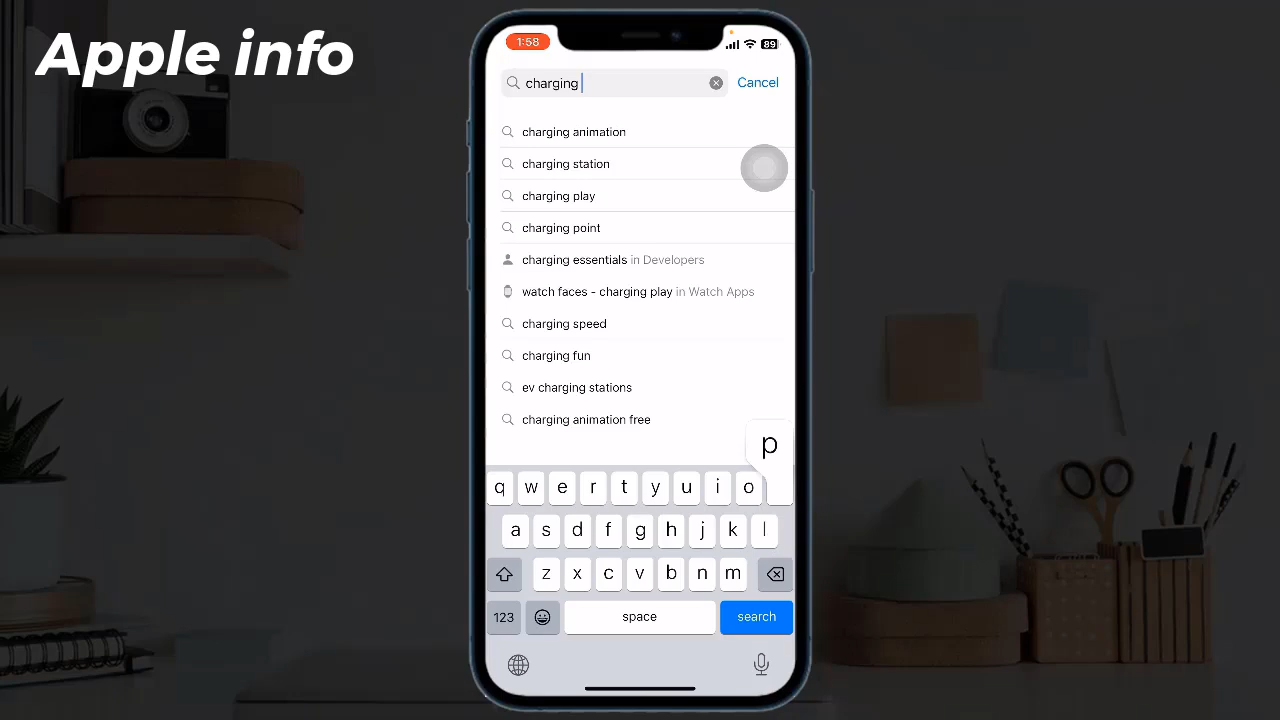 Apple info
1:58
89
charging
Cancel
charging animation
charging station
charging play
charging point
charging essentials in Developers
watch faces - charging play in Watch Apps
charging speed
charging fun
ev charging stations
charging animation free
p
q w e r t y u i o
a s d f g h j k l
z x c v b n m
123 space search